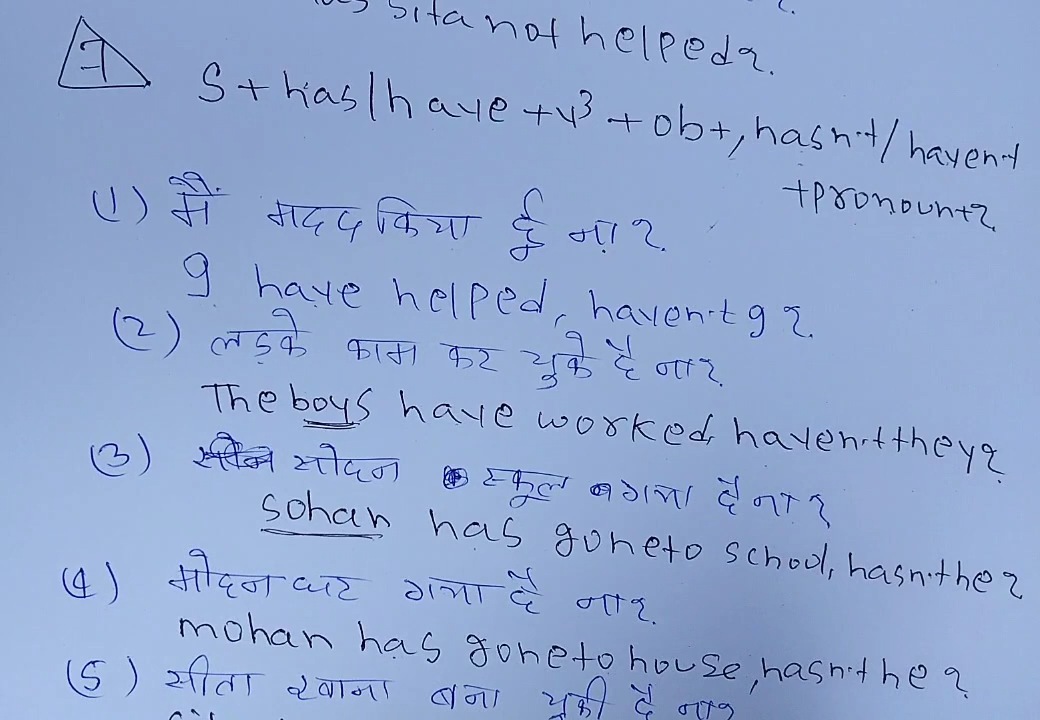 sita not helped?
7
S + has/have + v³ + obt, hasn't/haven't
+pronoun+?
(1) मैं मदद किया हूँ ना?
I have helped, haven't I?
(2) लड़के काम कर चुके हैं ना?
The boys have worked, haven't they?
(3) सोहन स्कूल गया है ना?
Sohan has gone to school, hasn't he?
(4) मोहन घर गया है ना?
mohan has gone to house, hasn't he?
(5) सीता खाना बना चुकी है ना?